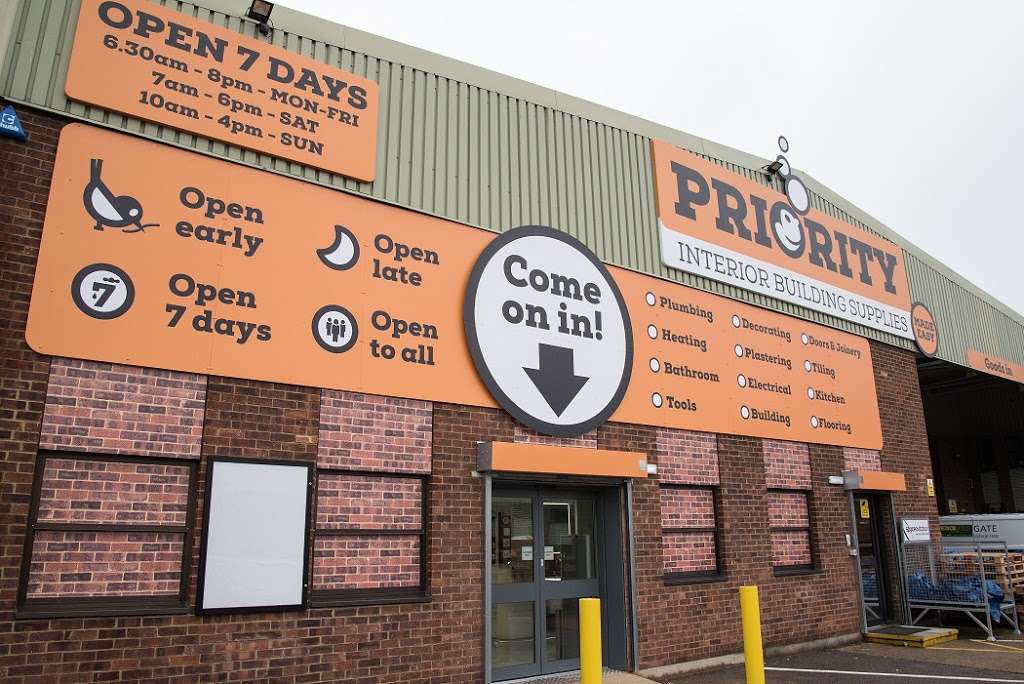 OPEN 7 DAYS
6.30am - 8pm - MON-FRI
7am - 6pm - SAT
10am - 4pm - SUN
Open
early
Open
late
7
Open
7 days
Open
to all
Come
on in!
PRIORITY
INTERIOR BUILDING SUPPLIES
MADE
EASY
Plumbing
Heating
Bathroom
Tools
Decorating
Plastering
Electrical
Building
Doors & Joinery
Tiling
Kitchen
Flooring
Goods in
GATE